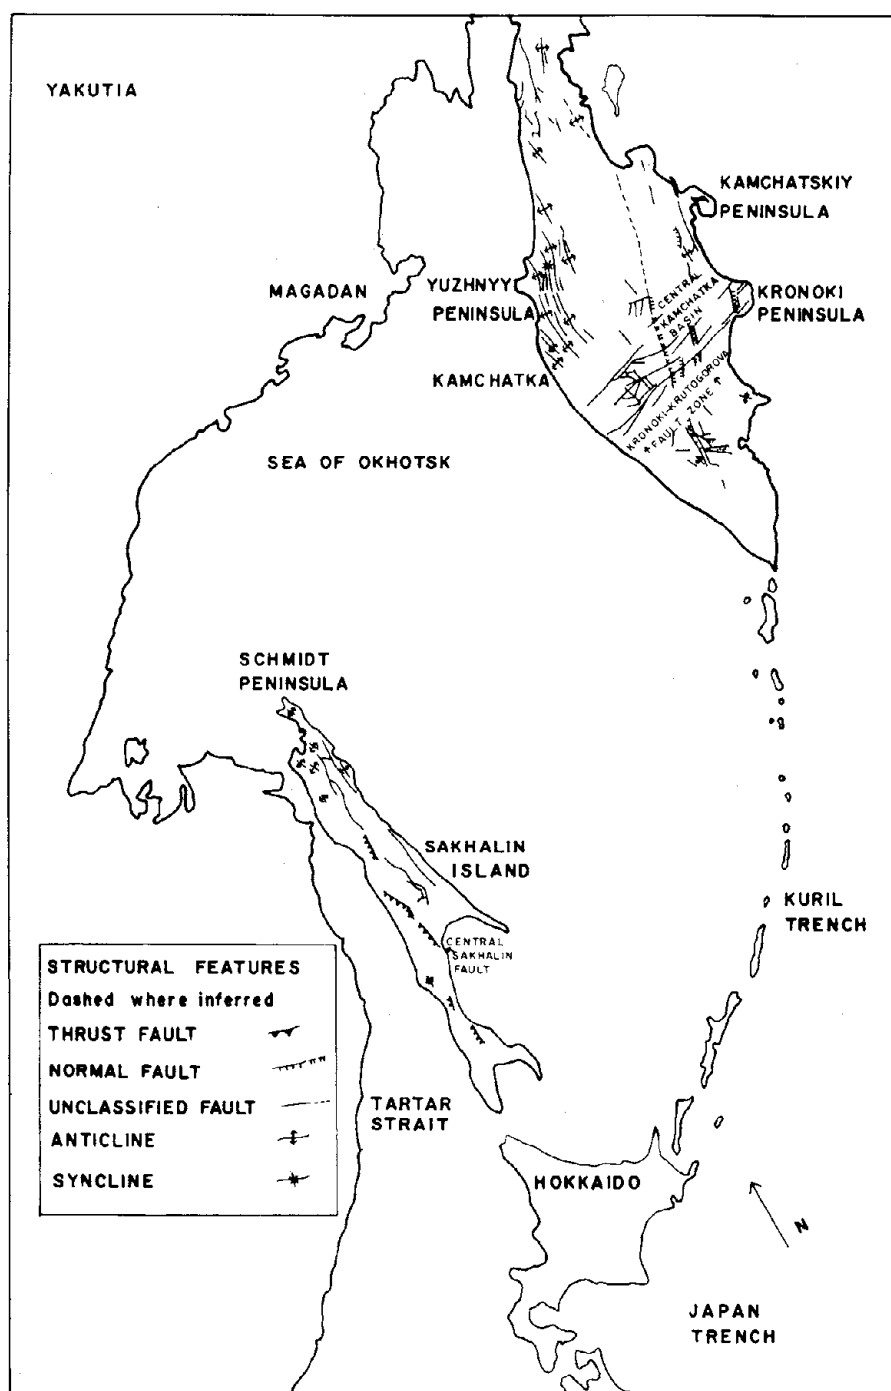 YAKUTIA
KAMCHATSKIY
PENINSULA
MAGADAN
YUZHNYY
PENINSULA
KRONOKI
PENINSULA
CENTRAL
KAMCHATKA
BASIN
KAMCHATKA
KRONOKI-KRUTOGOROVA
FAULT ZONE
SEA OF OKHOTSK
SCHMIDT
PENINSULA
SAKHALIN
ISLAND
KURIL
TRENCH
CENTRAL
SAKHALIN
FAULT
STRUCTURAL FEATURES
Dashed where inferred
THRUST FAULT
NORMAL FAULT
UNCLASSIFIED FAULT
ANTICLINE
SYNCLINE
TARTAR
STRAIT
HOKKAIDO
N
JAPAN
TRENCH